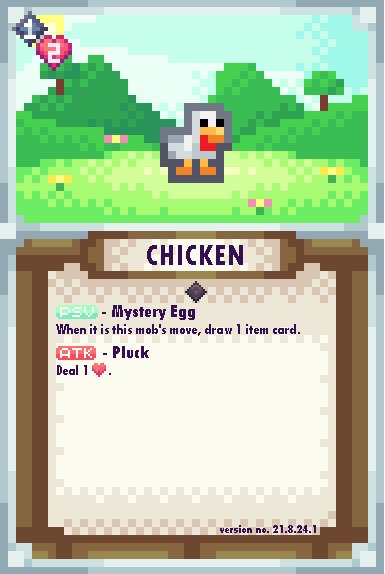 1
2
CHICKEN
PSV - Mystery Egg
When it is this mob's move, draw 1 item card.
ATK - Pluck
Deal 1 ❤.
version no. 21.8.24.1